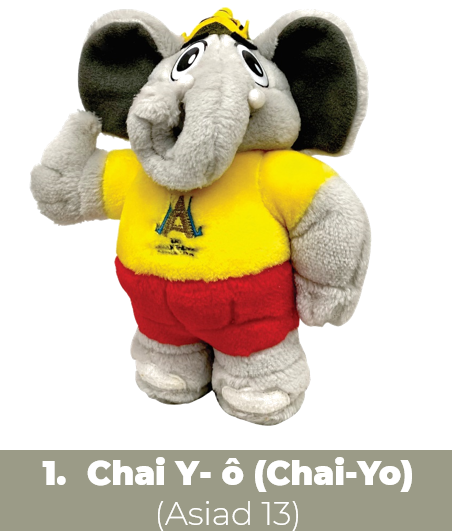 1. Chai Y- ô (Chai-Yo)
(Asiad 13)